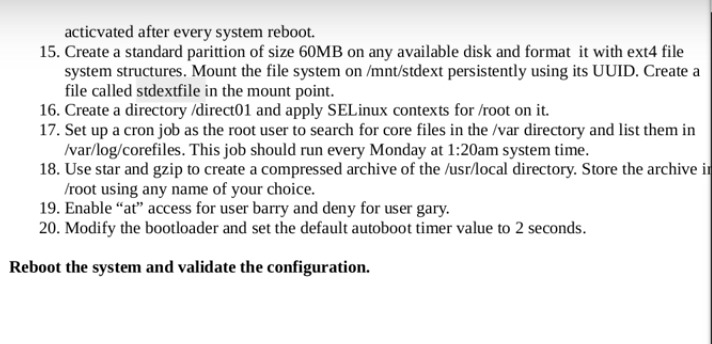 acticvated after every system reboot.
15. Create a standard parittion of size 60MB on any available disk and format it with ext4 file
system structures. Mount the file system on /mnt/stdext persistently using its UUID. Create a
file called stdextfile in the mount point.
16. Create a directory /direct01 and apply SELinux contexts for /root on it.
17. Set up a cron job as the root user to search for core files in the /var directory and list them in
/var/log/corefiles. This job should run every Monday at 1:20am system time.
18. Use star and gzip to create a compressed archive of the /usr/local directory. Store the archive in
/root using any name of your choice.
19. Enable “at” access for user barry and deny for user gary.
20. Modify the bootloader and set the default autoboot timer value to 2 seconds.
Reboot the system and validate the configuration.